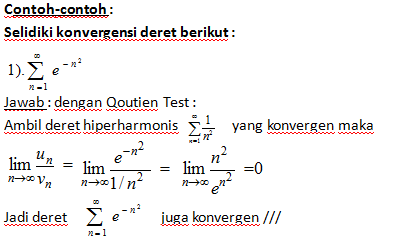 Contoh-contoh :
Selidiki konvergensi deret berikut :
1). \sum_{n=1}^{\infty} e^{-n^2}
Jawab : dengan Qoutien Test :
Ambil deret hiperharmonis \sum_{n=1}^{\infty} \frac{1}{n^2} yang konvergen maka
\lim_{n \to \infty} \frac{u_n}{v_n} = \lim_{n \to \infty} \frac{e^{-n^2}}{1/n^2} = \lim_{n \to \infty} \frac{n^2}{e^{n^2}} =0
Jadi deret \sum_{n=1}^{\infty} e^{-n^2} juga konvergen ///